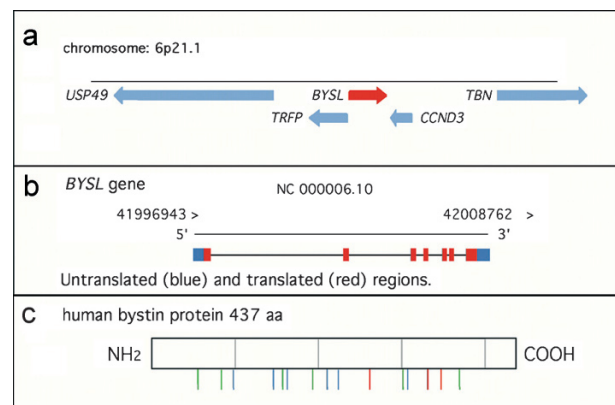 a
chromosome: 6p21.1
USP49 BYSL TBN
TRFP CCND3
b
BYSL gene NC 000006.10
41996943 > 42008762 >
5' 3'
Untranslated (blue) and translated (red) regions.
c
human bystin protein 437 aa
NH2 COOH